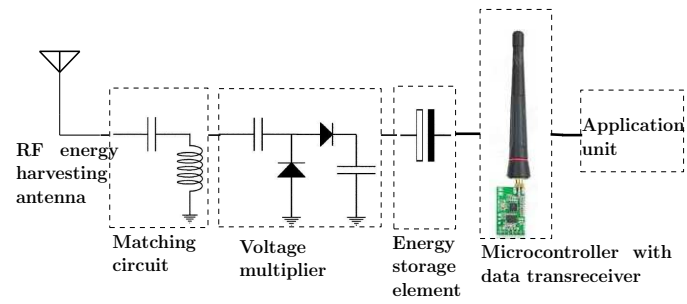 RF energy
harvesting
antenna
Matching
circuit
Voltage
multiplier
Energy
storage
element
Microcontroller with
data transreceiver
Application
unit